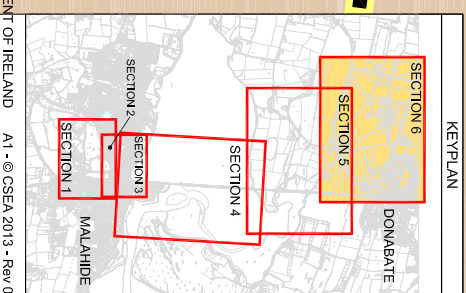 KEYPLAN
SECTION 6
DONABATE
SECTION 5
SECTION 4
SECTION 3
SECTION 2
SECTION 1
MALAHIDE
ENT OF IRELAND A1 - © CSEA 2013 - Rev 0